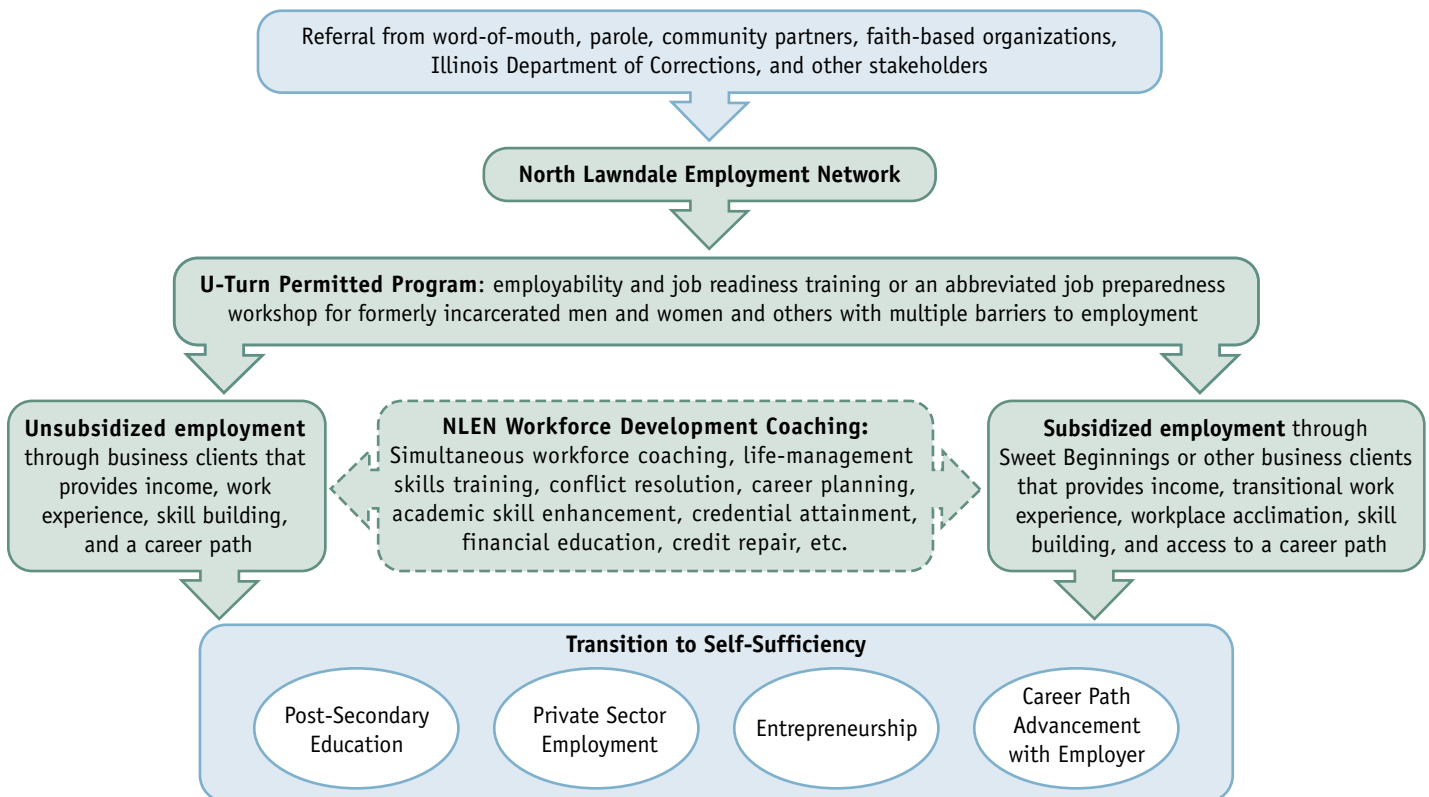 Referral from word-of-mouth, parole, community partners, faith-based organizations,
Illinois Department of Corrections, and other stakeholders
North Lawndale Employment Network
U-Turn Permitted Program: employability and job readiness training or an abbreviated job preparedness
workshop for formerly incarcerated men and women and others with multiple barriers to employment
Unsubsidized employment
through business clients that
provides income, work
experience, skill building,
and a career path
NLEN Workforce Development Coaching:
Simultaneous workforce coaching, life-management
skills training, conflict resolution, career planning,
academic skill enhancement, credential attainment,
financial education, credit repair, etc.
Subsidized employment through
Sweet Beginnings or other business clients
that provides income, transitional work
experience, workplace acclimation, skill
building, and access to a career path
Transition to Self-Sufficiency
Post-Secondary
Education
Private Sector
Employment
Entrepreneurship
Career Path
Advancement
with Employer